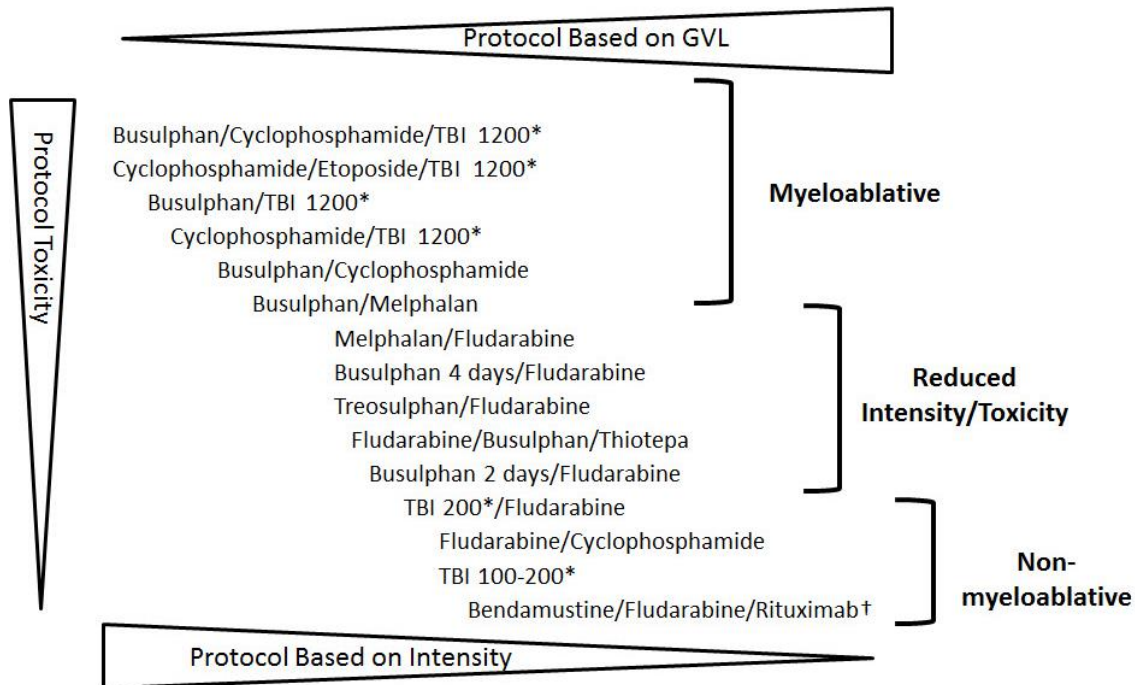 Protocol Based on GVL
Protocol Toxicity
Busulphan/Cyclophosphamide/TBI 1200*
Cyclophosphamide/Etoposide/TBI 1200*
Busulphan/TBI 1200*
Cyclophosphamide/TBI 1200*
Busulphan/Cyclophosphamide
Busulphan/Melphalan
Myeloablative
Melphalan/Fludarabine
Busulphan 4 days/Fludarabine
Treosulphan/Fludarabine
Fludarabine/Busulphan/Thiotepa
Busulphan 2 days/Fludarabine
Reduced
Intensity/Toxicity
TBI 200*/Fludarabine
Fludarabine/Cyclophosphamide
TBI 100-200*
Bendamustine/Fludarabine/Rituximab†
Non-
myeloablative
Protocol Based on Intensity